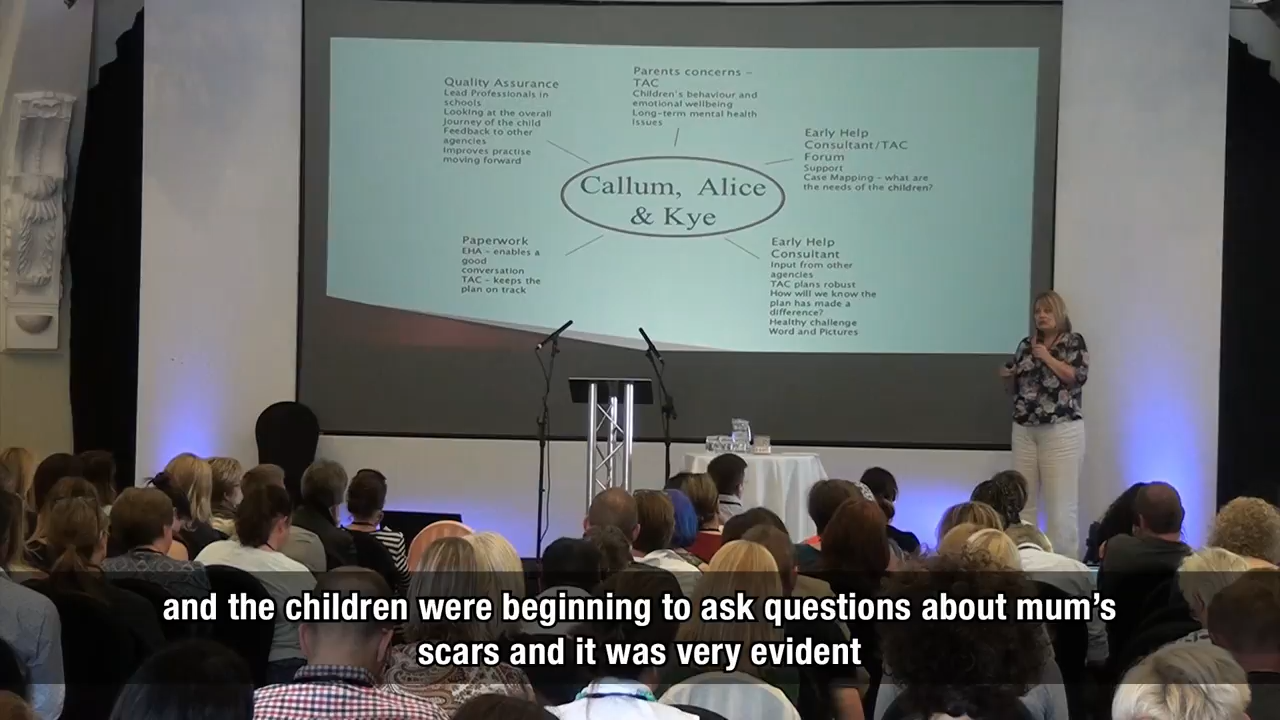 Quality Assurance
Lead Professionals in
schools
Looking at the overall
Journey of the child
Feedback to other
agencies
Improves practise
moving forward
Parents concerns –
TAC
Children's behaviour and
emotional wellbeing
Long-term mental health
Issues
Early Help
Consultant/TAC
Forum
Support
Case Mapping – what are
the needs of the children?
Callum, Alice
& Kye
Paperwork
EHA – enables a
good
conversation
TAC – keeps the
plan on track
Early Help
Consultant
Input from other
agencies
TAC plans robust
How will we know the
plan has made a
difference?
Healthy challenge
Word and Pictures
and the children were beginning to ask questions about mum's
scars and it was very evident